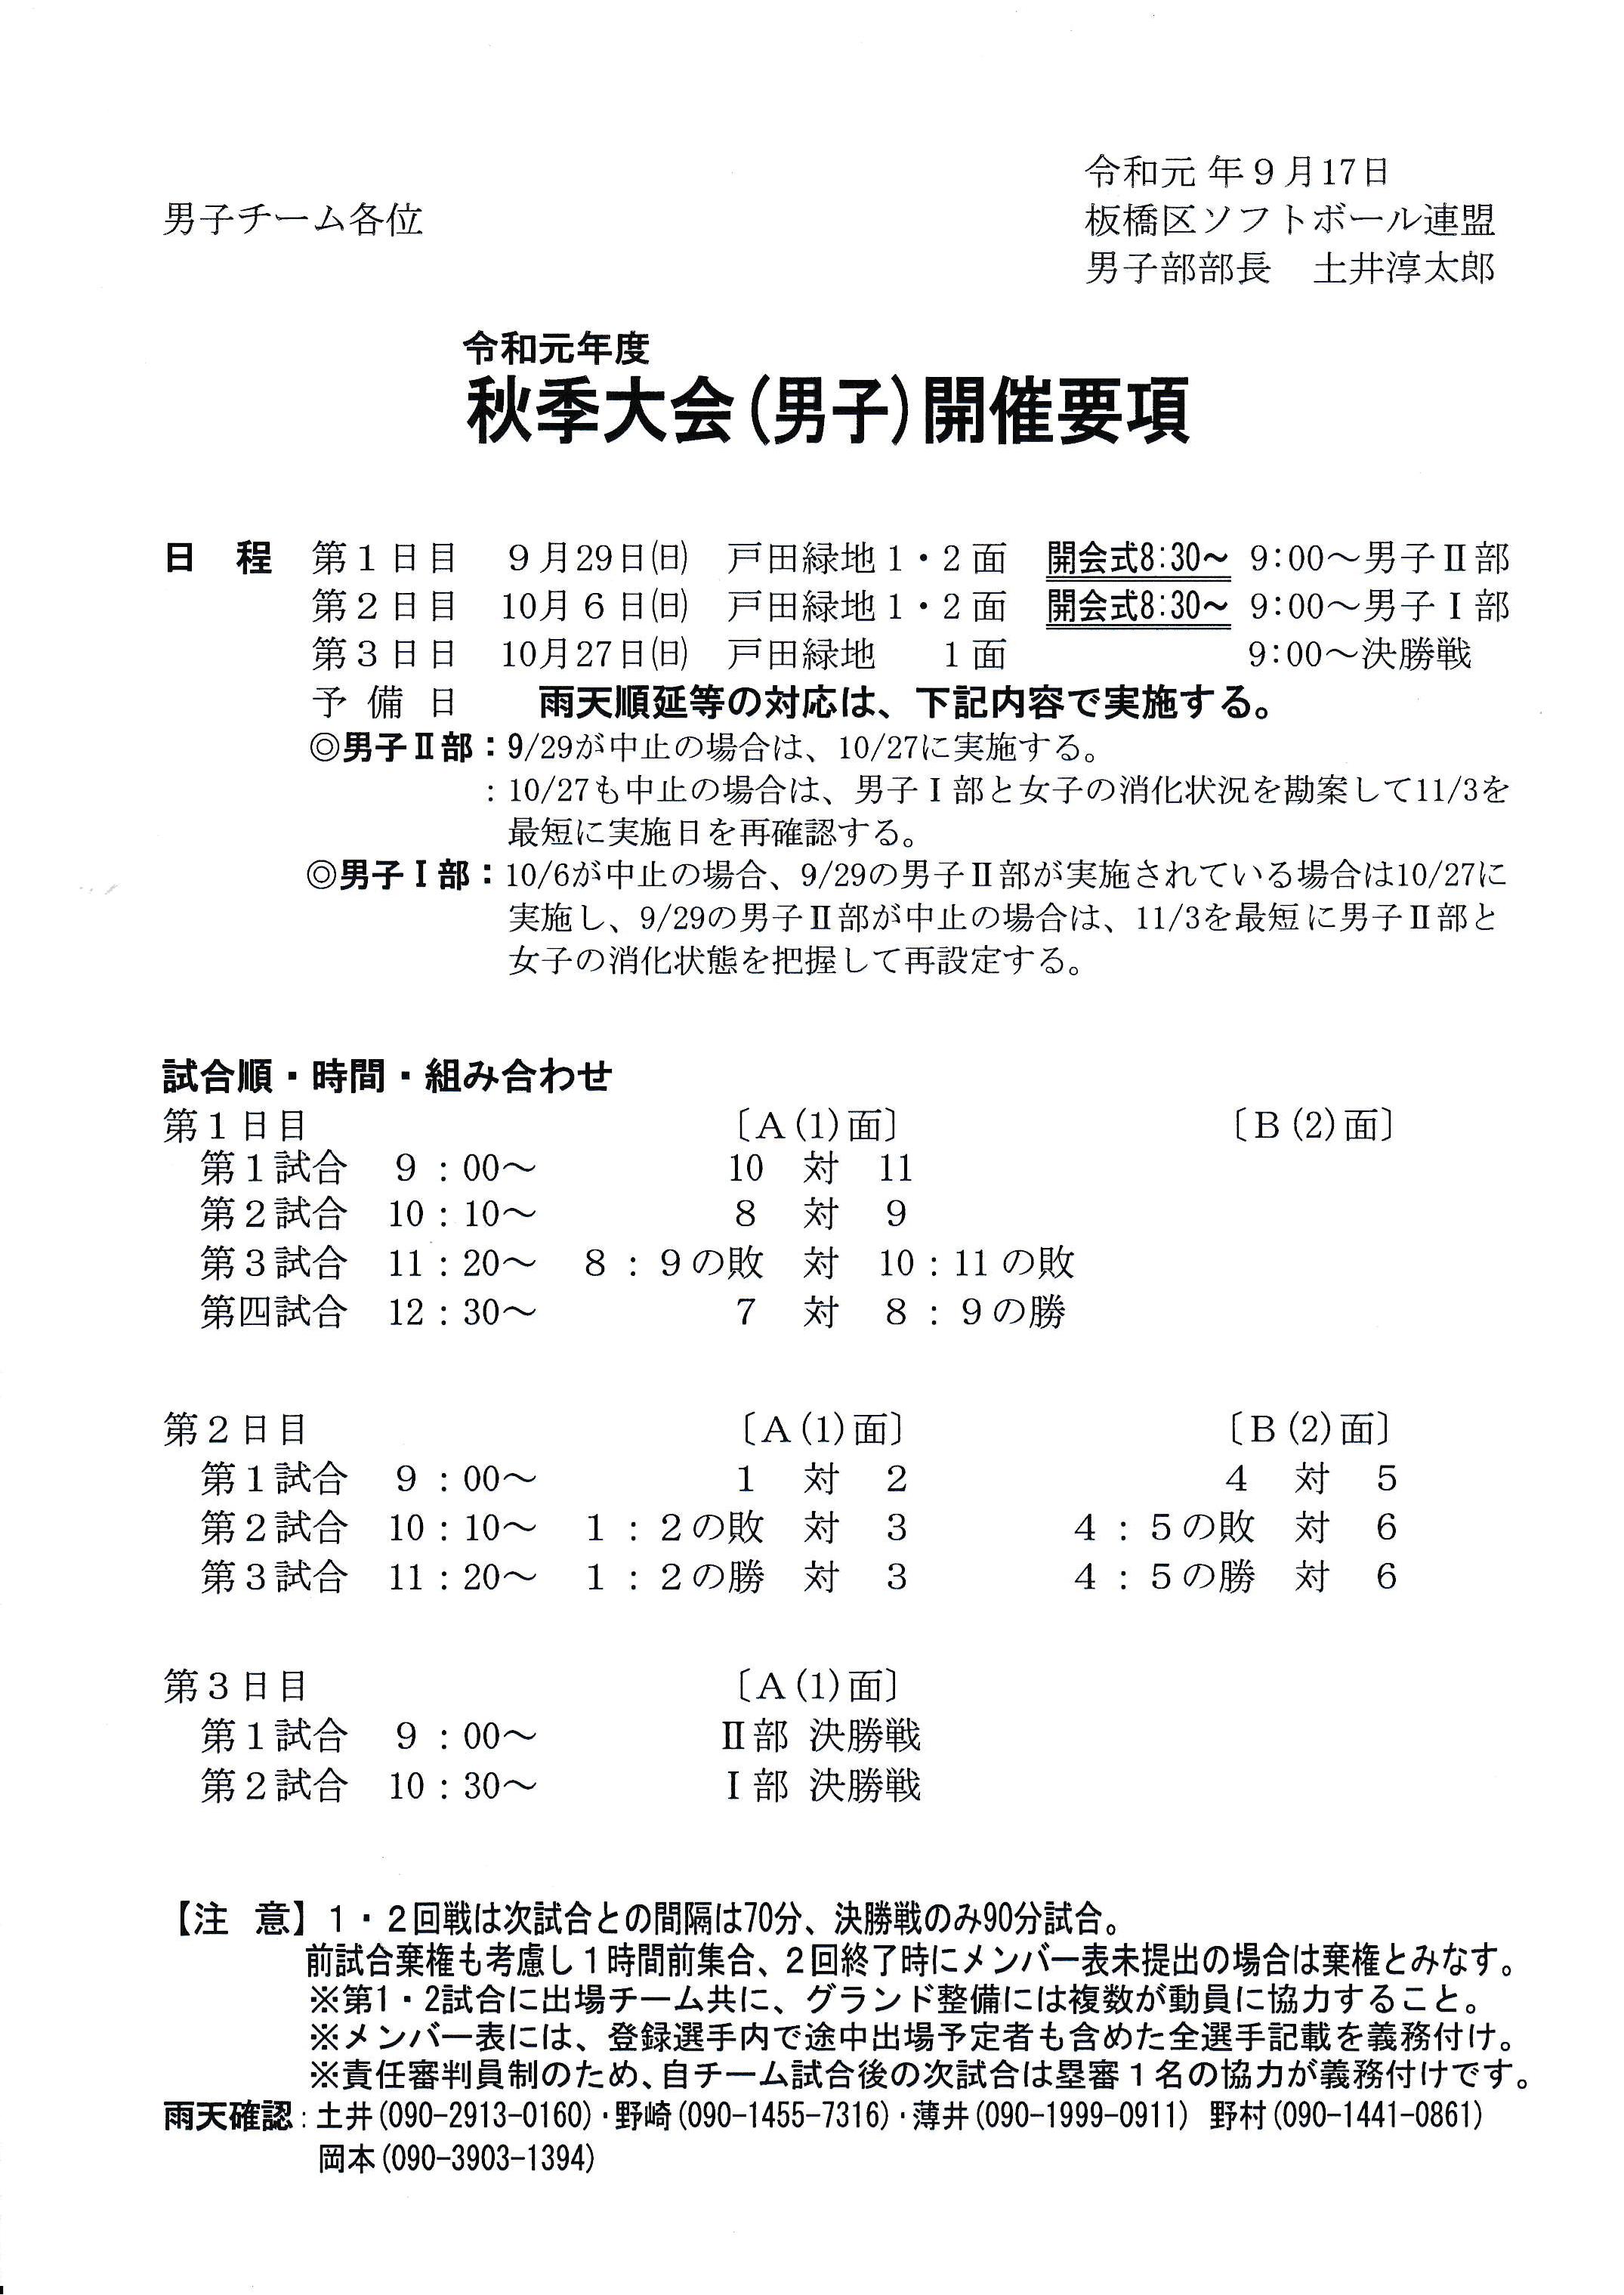 令和元 年９月17日
男子チーム各位
板橋区ソフトボール連盟
男子部部長　土井淳太郎
令和元年度
秋季大会(男子)開催要項
日　程　第１日目　９月29日㈰　戸田緑地１・２面　開会式8:30～　9:00～男子Ⅱ部
第２日目　10月６日㈰　戸田緑地１・２面　開会式8:30～　9:00～男子Ⅰ部
第３日日　10月27日㈰　戸田緑地　１面　9:00～決勝戦
予 備 日　雨天順延等の対応は、下記内容で実施する。
◎男子Ⅱ部：9/29が中止の場合は、10/27に実施する。
：10/27も中止の場合は、男子Ⅰ部と女子の消化状況を勘案して11/3を
最短に実施日を再確認する。
◎男子Ⅰ部：10/6が中止の場合、9/29の男子Ⅱ部が実施されている場合は10/27に
実施し、9/29の男子Ⅱ部が中止の場合は、11/3を最短に男子Ⅱ部と
女子の消化状態を把握して再設定する。
試合順・時間・組み合わせ
第１日目　〔A(1)面〕　〔B(2)面〕
第１試合　９：00～　10　対　11
第２試合　10：10～　８　対　９
第３試合　11：20～　８：９の敗　対　10：11の敗
第四試合　12：30～　７　対　８：９の勝
第２日目　〔A(1)面〕　〔B(2)面〕
第１試合　９：00～　１　対　２　４　対　５
第２試合　10：10～　１：２の敗　対　３　４：５の敗　対　６
第３試合　11：20～　１：２の勝　対　３　４：５の勝　対　６
第３日目　〔A(1)面〕
第１試合　９：00～　Ⅱ部 決勝戦
第２試合　10：30～　Ⅰ部 決勝戦
【注　意】１・２回戦は次試合との間隔は70分、決勝戦のみ90分試合。
前試合棄権も考慮し１時間前集合、２回終了時にメンバー表未提出の場合は棄権とみなす。
※第1・2試合に出場チーム共に、グランド整備には複数が動員に協力すること。
※メンバー表には、登録選手内で途中出場予定者も含めた全選手記載を義務付け。
※責任審判員制のため、自チーム試合後の次試合は塁審１名の協力が義務付けです。
雨天確認：土井(090-2913-0160)・野崎(090-1455-7316)・薄井(090-1999-0911)　野村(090-1441-0861)
岡本(090-3903-1394)